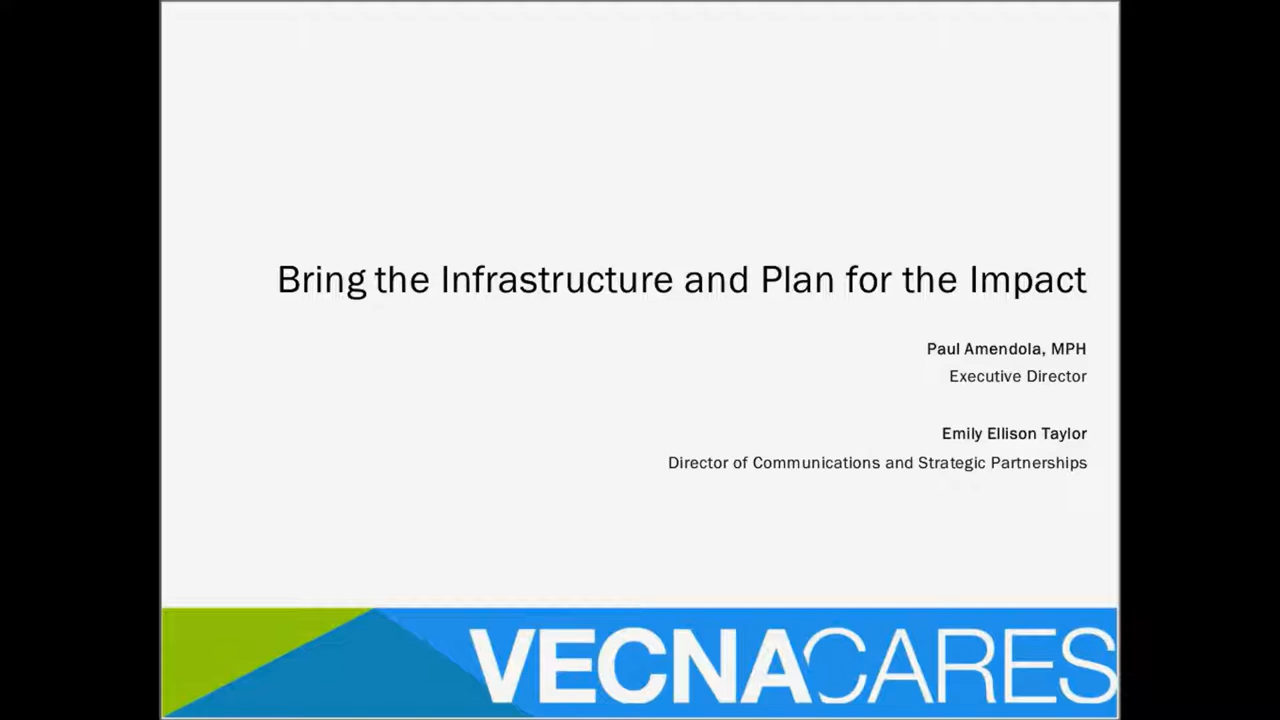 Bring the Infrastructure and Plan for the Impact
Paul Amendola, MPH
Executive Director
Emily Ellison Taylor
Director of Communications and Strategic Partnerships
VECNACARES